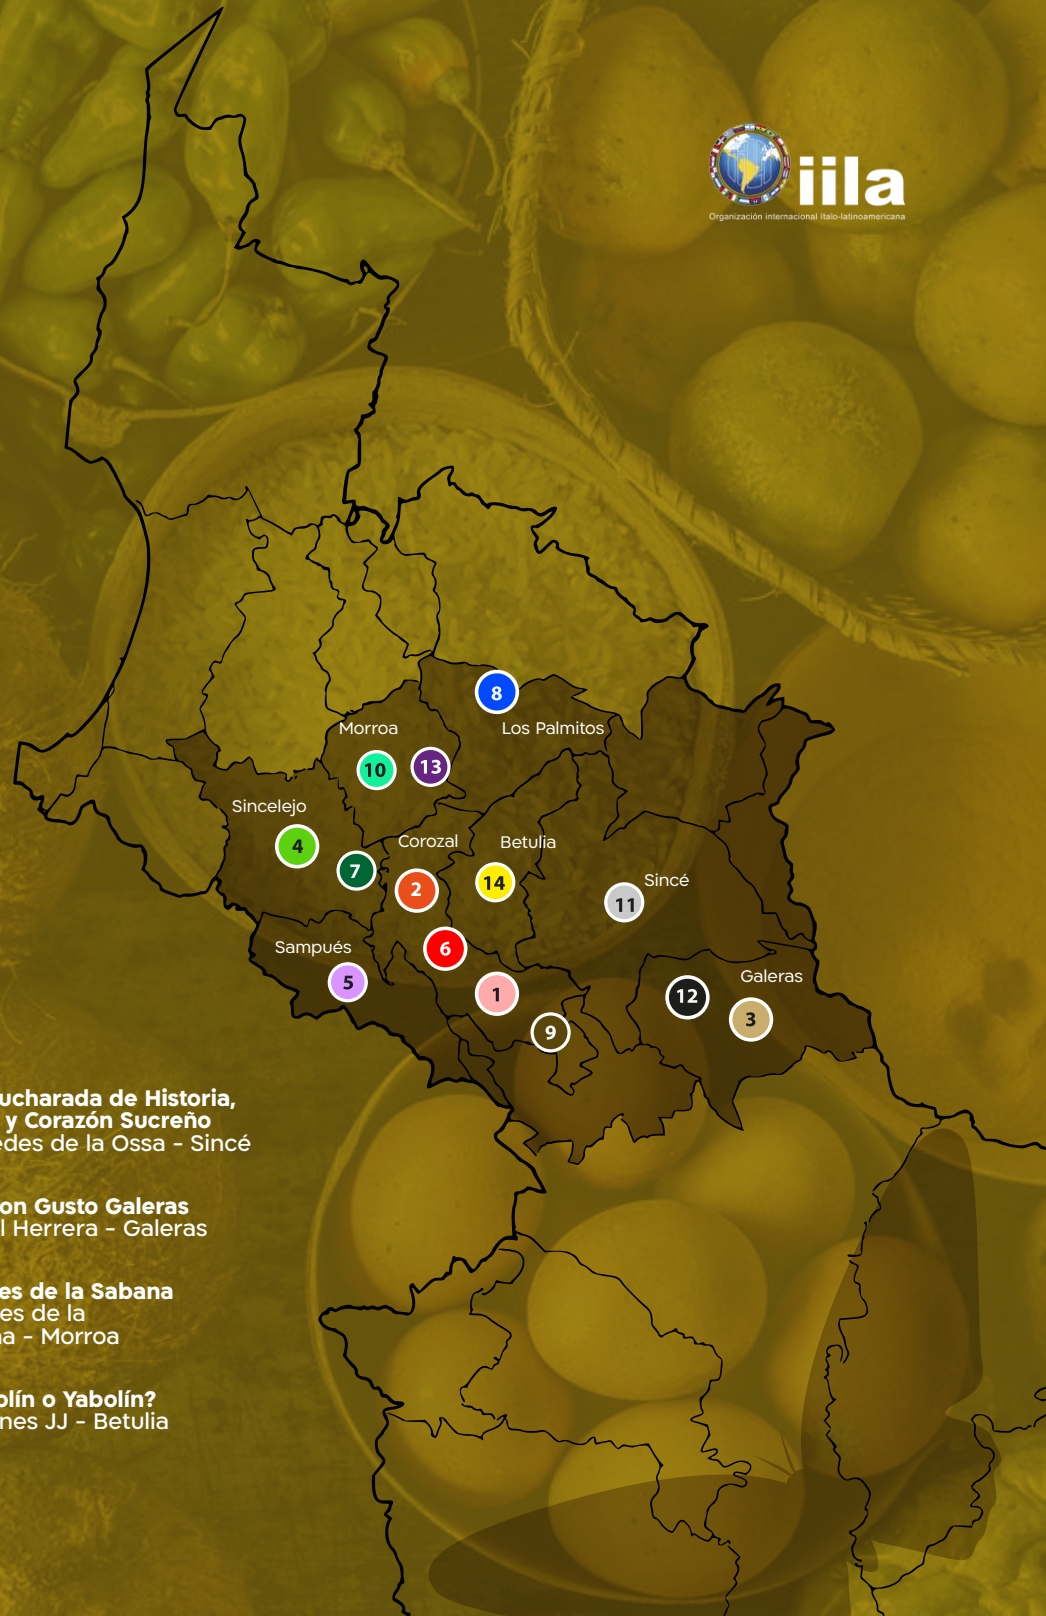 iila
Organización internacional ítalo-latinoamericana
8
Morroa
Los Palmitos
10
13
Sincelejo
4
Corozal
Betulia
7
2
14
Sincé
11
Sampués
6
5
1
12
Galeras
3
9
ucharada de Historia,
y Corazón Sucreño
edes de la Ossa - Sincé
on Gusto Galeras
l Herrera - Galeras
es de la Sabana
es de la
na - Morroa
olín o Yabolín?
nes JJ - Betulia